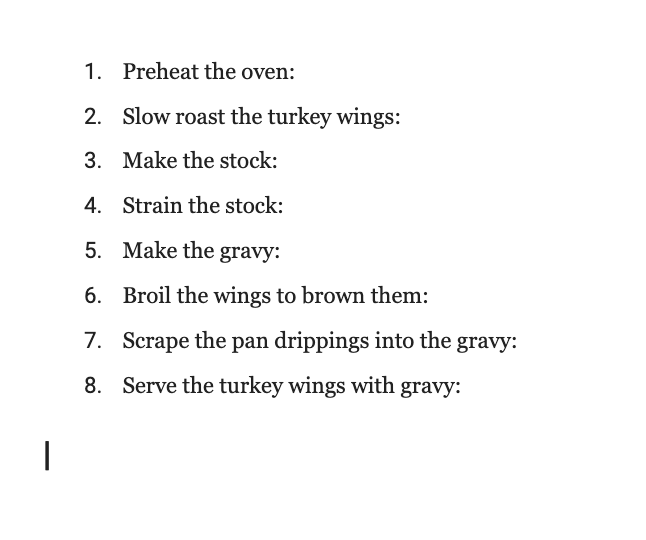 1. Preheat the oven:
2. Slow roast the turkey wings:
3. Make the stock:
4. Strain the stock:
5. Make the gravy:
6. Broil the wings to brown them:
7. Scrape the pan drippings into the gravy:
8. Serve the turkey wings with gravy: